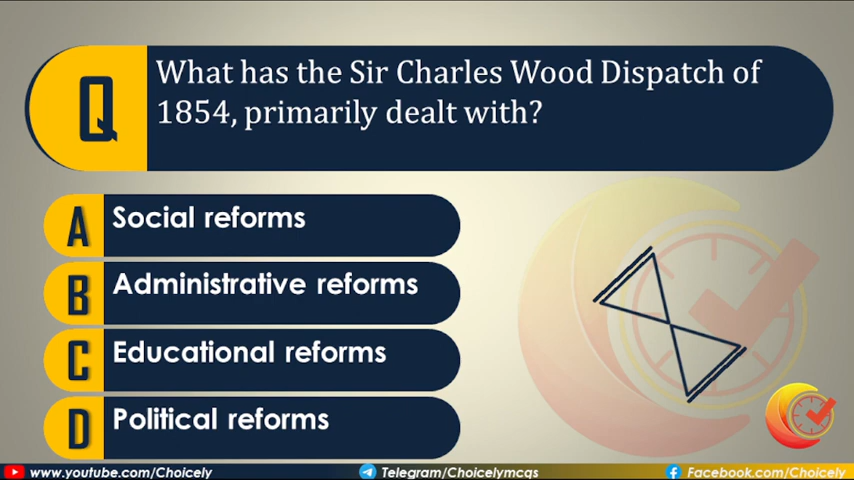 Q
What has the Sir Charles Wood Dispatch of
1854, primarily dealt with?
A
Social reforms
B
Administrative reforms
C
Educational reforms
D
Political reforms
www.youtube.com/Choicely
Telegram/Choicelymcqs
Facebook.com/Choicely